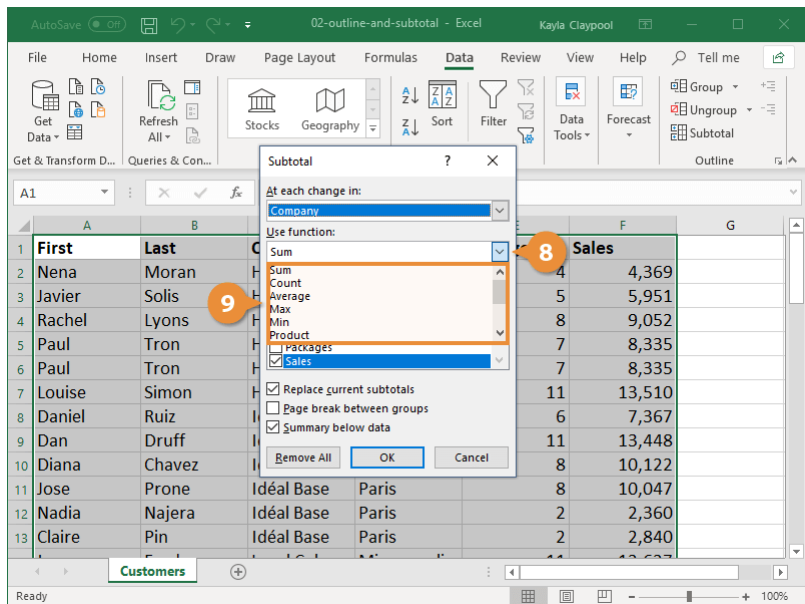 AutoSave Off 02-outline-and-subtotal - Excel Kayla Claypool
File Home Insert Draw Page Layout Formulas Data Review View Help Tell me
Get Data
Refresh All
Stocks Geography
Sort
Filter
Data Tools
Forecast
Group
Ungroup
Subtotal
Get & Transform D... Queries & Con... Outline
Subtotal ? ×
At each change in:
Company
Use function:
Sum
8
Sum
Count
Average
Max
Min
Product
9
Packages
Sales
Replace current subtotals
Page break between groups
Summary below data
Remove All OK Cancel
A1 fx
A B F G
1 First Last Sales
2 Nena Moran 4 4,369
3 Javier Solis 5 5,951
4 Rachel Lyons 8 9,052
5 Paul Tron 7 8,335
6 Paul Tron 7 8,335
7 Louise Simon 11 13,510
8 Daniel Ruiz 6 7,367
9 Dan Druff 11 13,448
10 Diana Chavez 8 10,122
11 Jose Prone Idéal Base Paris 8 10,047
12 Nadia Najera Idéal Base Paris 2 2,360
13 Claire Pin Idéal Base Paris 2 2,840
Customers
Ready 100%